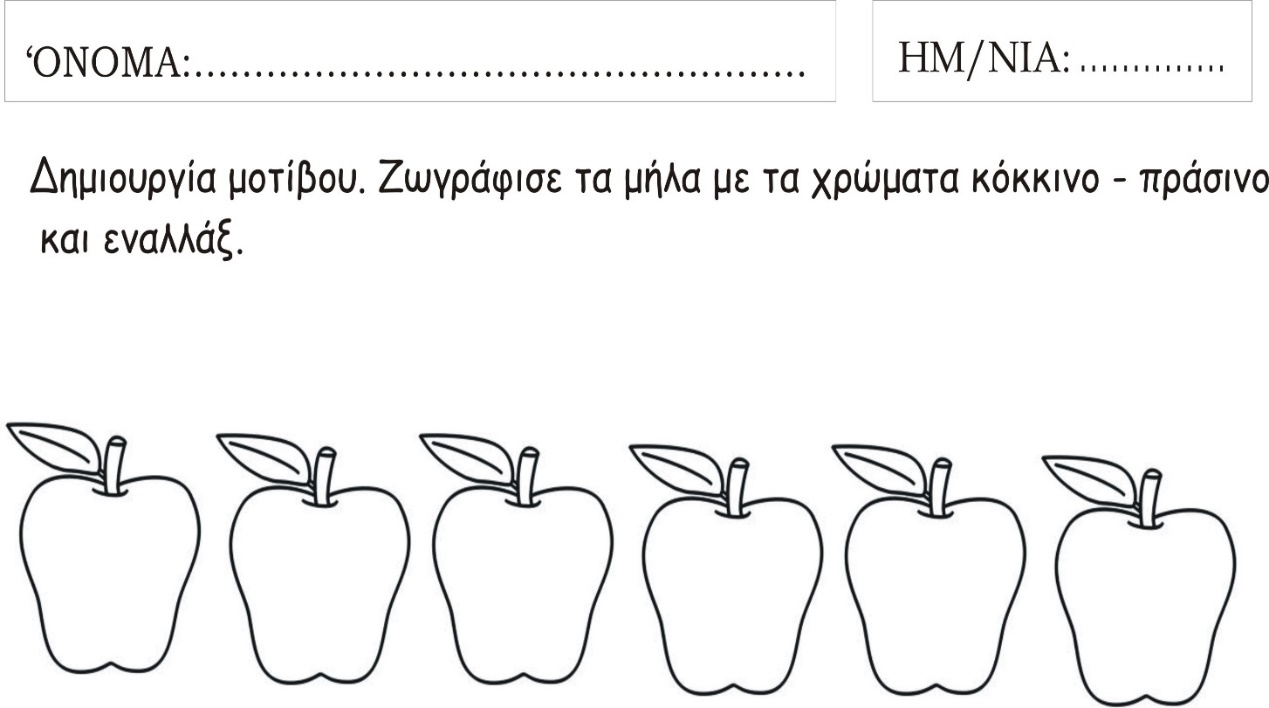 ‘ΟΝΟΜΑ:................................................... ΗΜ/ΝΙΑ: ..............
Δημιουργία μοτίβου. Ζωγράφισε τα μήλα με τα χρώματα κόκκινο - πράσινο
και εναλλάξ.